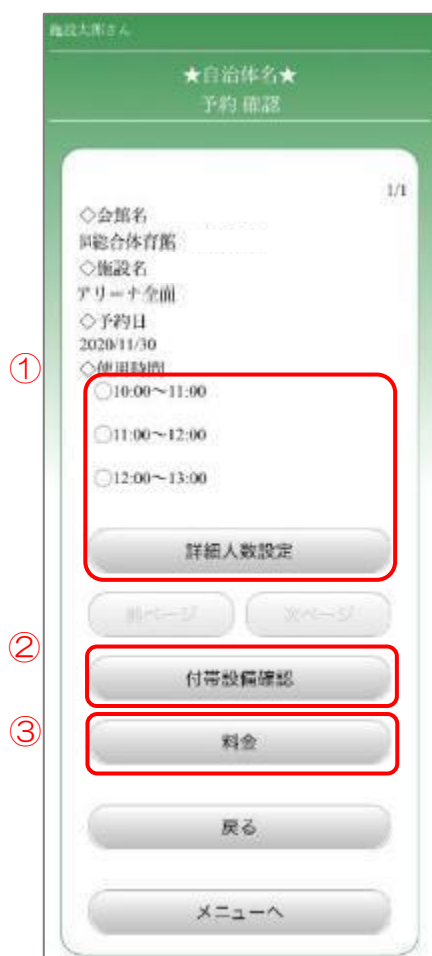 施設太郎さん
★自治体名★
予約 確認
1/1
◇会館名
総合体育館
◇施設名
アリーナ全面
◇予約日
2020/11/30
◇使用時間
①
○10:00～11:00
○11:00～12:00
○12:00～13:00
詳細人数設定
前ページ 次ページ
②
付帯設備確認
③
料金
戻る
メニューへ